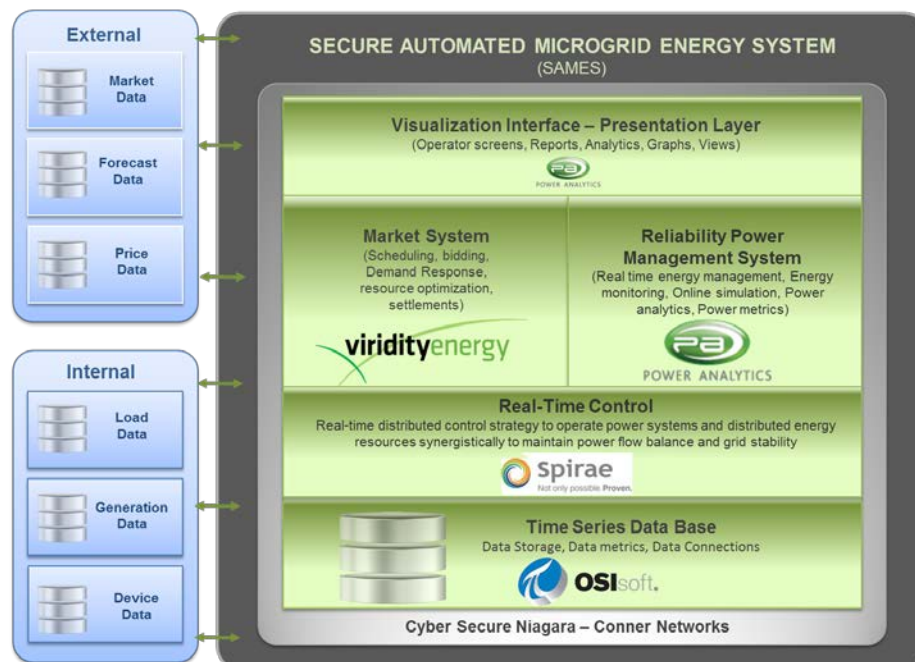 External
Market
Data
Forecast
Data
Price
Data
Internal
Load
Data
Generation
Data
Device
Data
SECURE AUTOMATED MICROGRID ENERGY SYSTEM
(SAMES)
Visualization Interface – Presentation Layer
(Operator screens, Reports, Analytics, Graphs, Views)
POWER ANALYTICS
Market System
(Scheduling, bidding,
Demand Response,
resource optimization,
settlements)
viridityenergy
Reliability Power
Management System
(Real time energy management, Energy
monitoring, Online simulation, Power
analytics, Power metrics)
POWER ANALYTICS
Real-Time Control
Real-time distributed control strategy to operate power systems and distributed energy
resources synergistically to maintain power flow balance and grid stability
spirae
Not only possible. Proven.
Time Series Data Base
Data Storage, Data metrics, Data Connections
OSIsoft.
Cyber Secure Niagara – Conner Networks